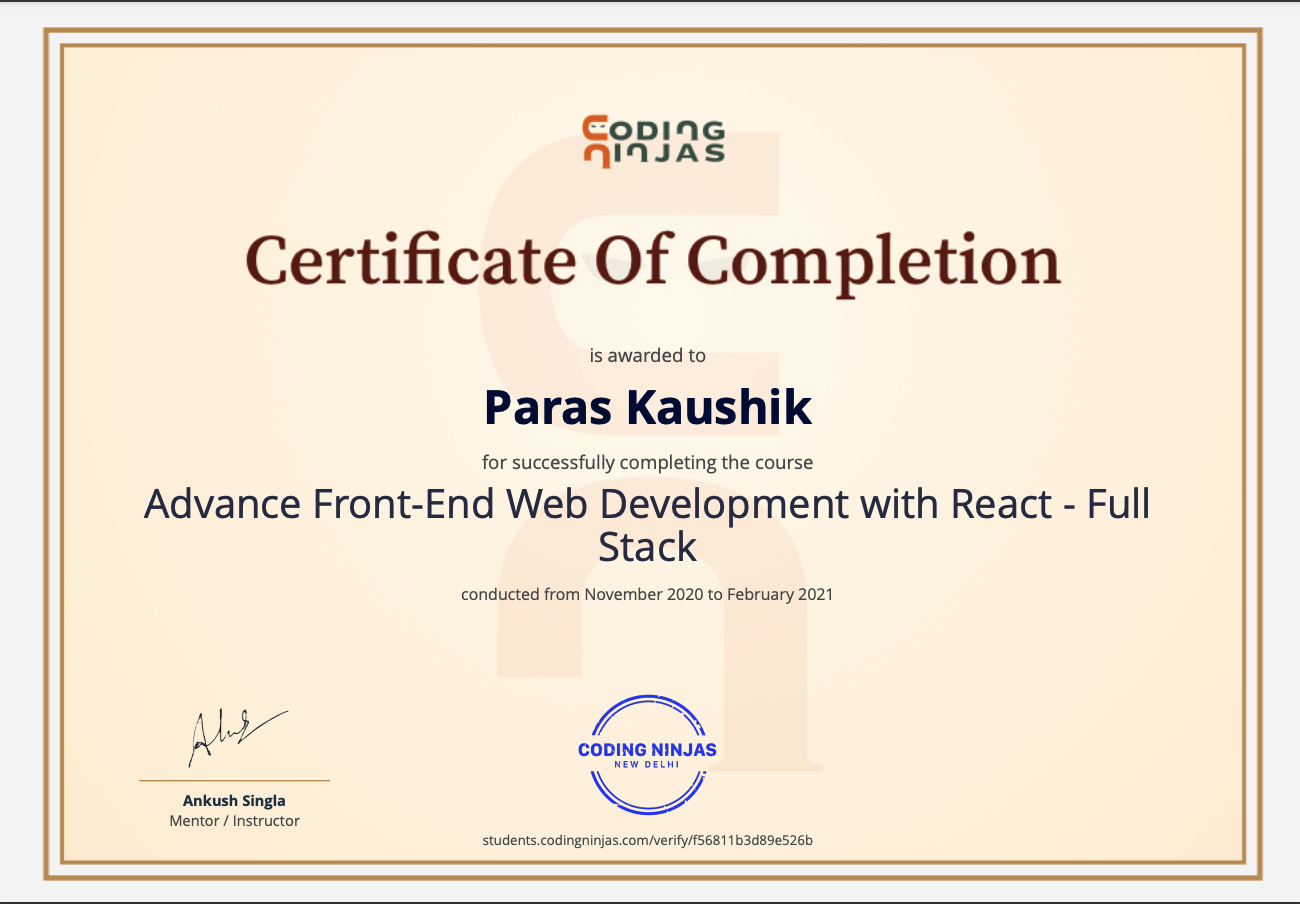 CODING
NINJAS
Certificate Of Completion
is awarded to
Paras Kaushik
for successfully completing the course
Advance Front-End Web Development with React - Full
Stack
conducted from November 2020 to February 2021
CODING NINJAS
NEW DELHI
Ankush Singla
Mentor / Instructor
students.codingninjas.com/verify/f56811b3d89e526b